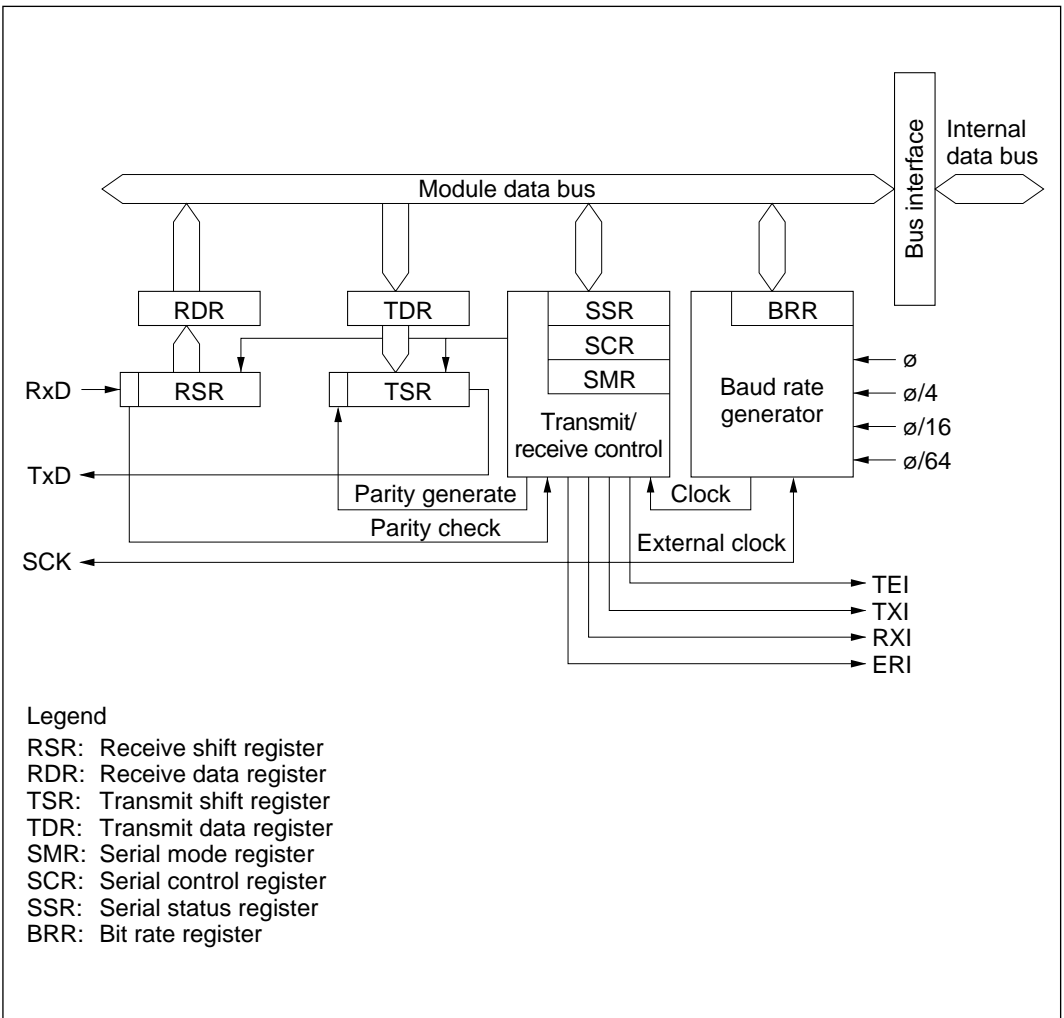 Internal
data bus
Bus interface
Module data bus
RDR
TDR
SSR
BRR
SCR
SMR
RxD
RSR
TSR
Transmit/
receive control
Baud rate
generator
ø
ø/4
ø/16
ø/64
TxD
Parity generate
Clock
Parity check
External clock
SCK
TEI
TXI
RXI
ERI
Legend
RSR: Receive shift register
RDR: Receive data register
TSR: Transmit shift register
TDR: Transmit data register
SMR: Serial mode register
SCR: Serial control register
SSR: Serial status register
BRR: Bit rate register